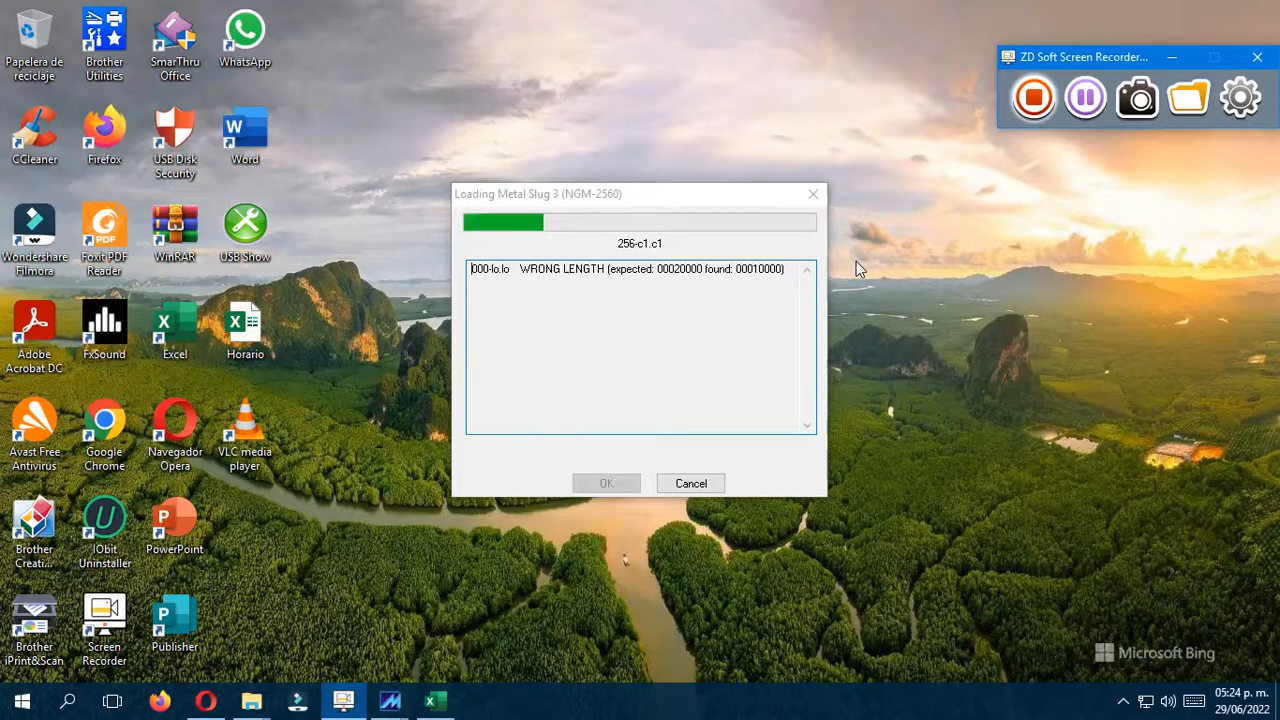 Papelera de
reciclaje
Brother
Utilities
SmarThru
Office
WhatsApp
CCleaner
Firefox
USB Disk
Security
W
Word
Wondershare
Filmora
PDF
Foxit PDF
Reader
WinRAR
USB Show
Adobe
Acrobat DC
FxSound
X
Excel
X
Horario
Avast Free
Antivirus
Google
Chrome
Navegador
Opera
VLC media
player
Brother
Creati...
U
IObit
Uninstaller
P
PowerPoint
Brother
iPrint&Scan
Screen
Recorder
P
Publisher
ZD Soft Screen Recorder...
Loading Metal Slug 3 (NGM-2560)
256-c1.c1
000-lo.lo WRONG LENGTH (expected: 00020000 found: 00010000)
OK
Cancel
Microsoft Bing
05:24 p. m.
29/06/2022